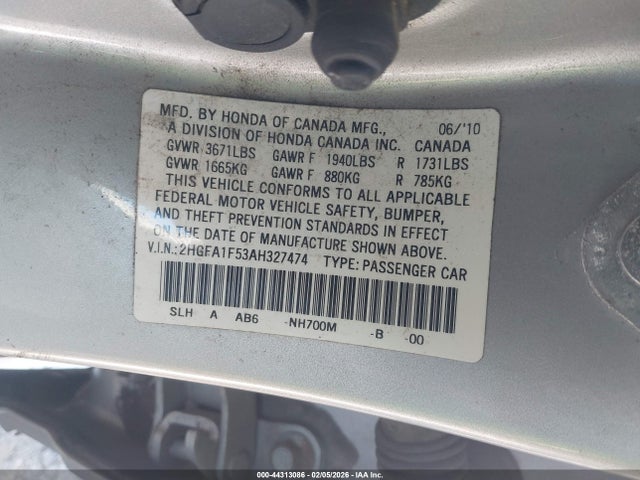 MFD. BY HONDA OF CANADA MFG., 06/'10
A DIVISION OF HONDA CANADA INC. CANADA
GVWR 3671LBS GAWR F 1940LBS R 1731LBS
GVWR 1665KG GAWR F 880KG R 785KG
THIS VEHICLE CONFORMS TO ALL APPLICABLE
FEDERAL MOTOR VEHICLE SAFETY, BUMPER,
AND THEFT PREVENTION STANDARDS IN EFFECT
ON THE DATE OF MANUFACTURE SHOWN ABOVE.
V.I.N.: 2HGFA1F53AH327474 TYPE: PASSENGER CAR
SLH A AB6 -NH700M -B -00
000-44313086 - 02/05/2026 - IAA Inc.